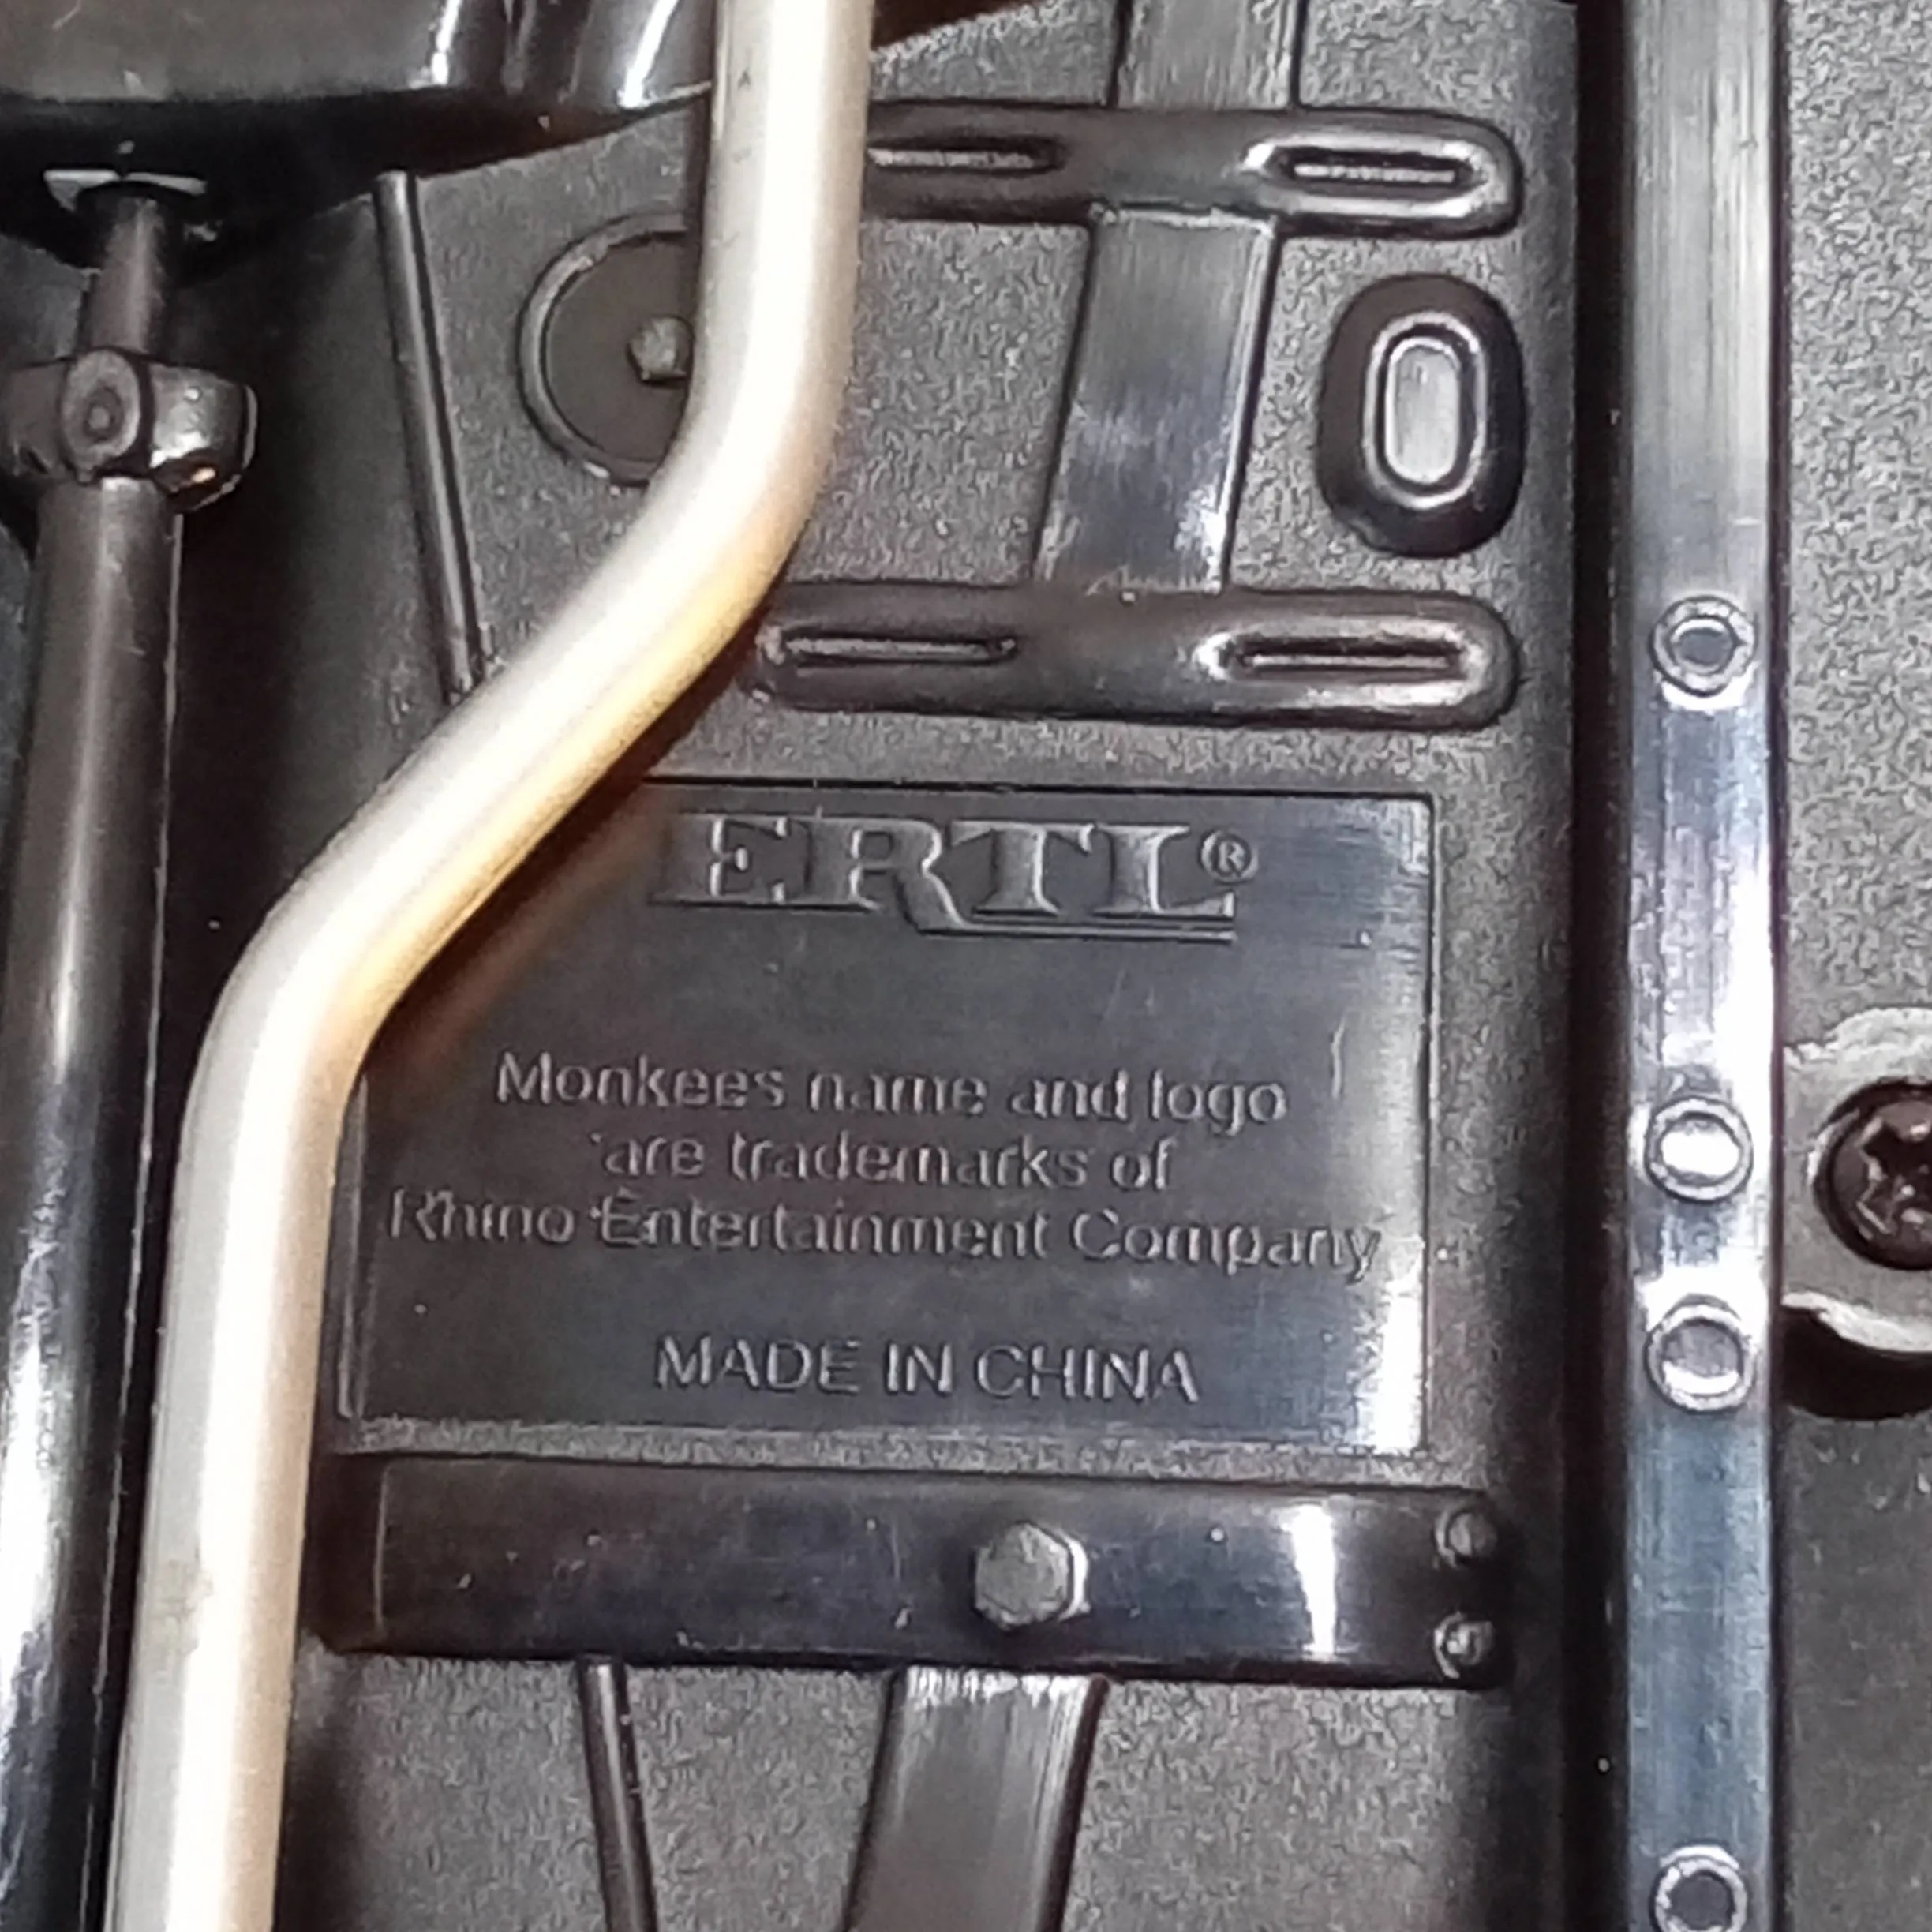 ERTL®
Monkees name and logo
are trademarks of
Rhino Entertainment Company
MADE IN CHINA